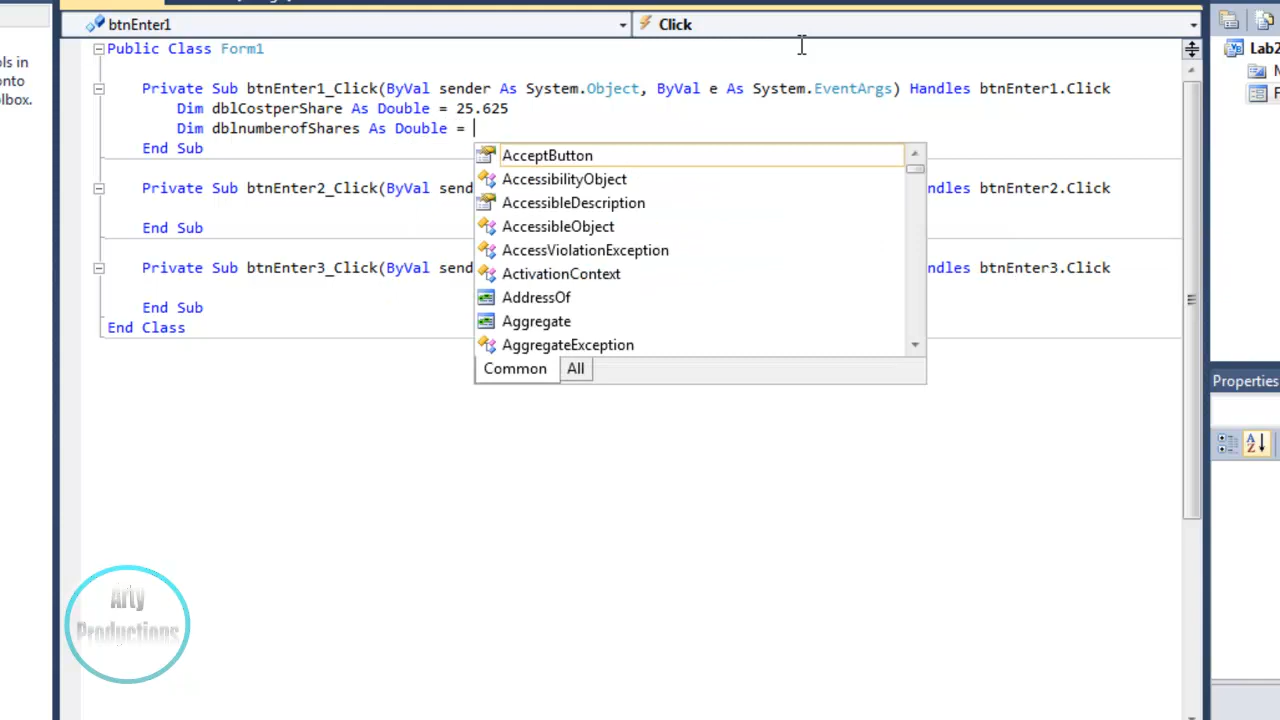 btnEnter1
Click
Public Class Form1
Private Sub btnEnter1_Click(ByVal sender As System.Object, ByVal e As System.EventArgs) Handles btnEnter1.Click
Dim dblCostperShare As Double = 25.625
Dim dblnumberofShares As Double =
End Sub
Private Sub btnEnter2_Click(ByVal send
ndles btnEnter2.Click
End Sub
Private Sub btnEnter3_Click(ByVal send
ndles btnEnter3.Click
End Sub
End Class
AcceptButton
AccessibilityObject
AccessibleDescription
AccessibleObject
AccessViolationException
ActivationContext
AddressOf
Aggregate
AggregateException
Common
All
ols in
onto
lbox.
Lab2
Properties
Arty
Productions